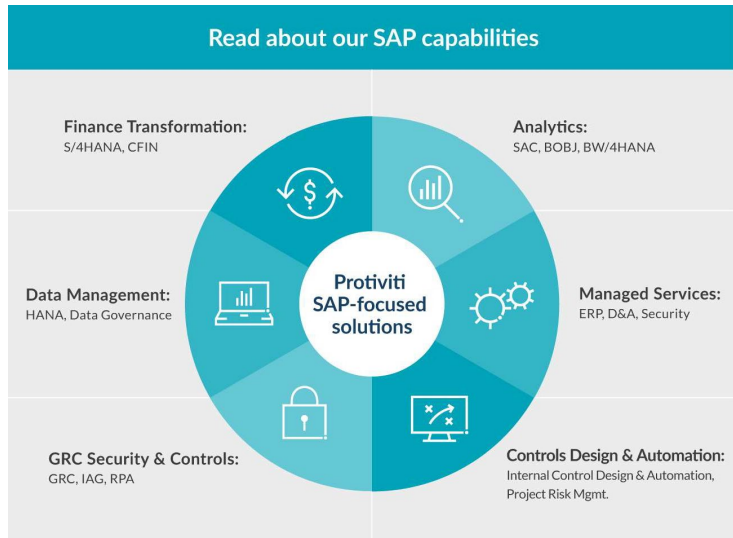 Read about our SAP capabilities
Finance Transformation:
S/4HANA, CFIN
Analytics:
SAC, BOBJ, BW/4HANA
$
Data Management:
HANA, Data Governance
Protiviti
SAP-focused
solutions
Managed Services:
ERP, D&A, Security
GRC Security & Controls:
GRC, IAG, RPA
Controls Design & Automation:
Internal Control Design & Automation,
Project Risk Mgmt.